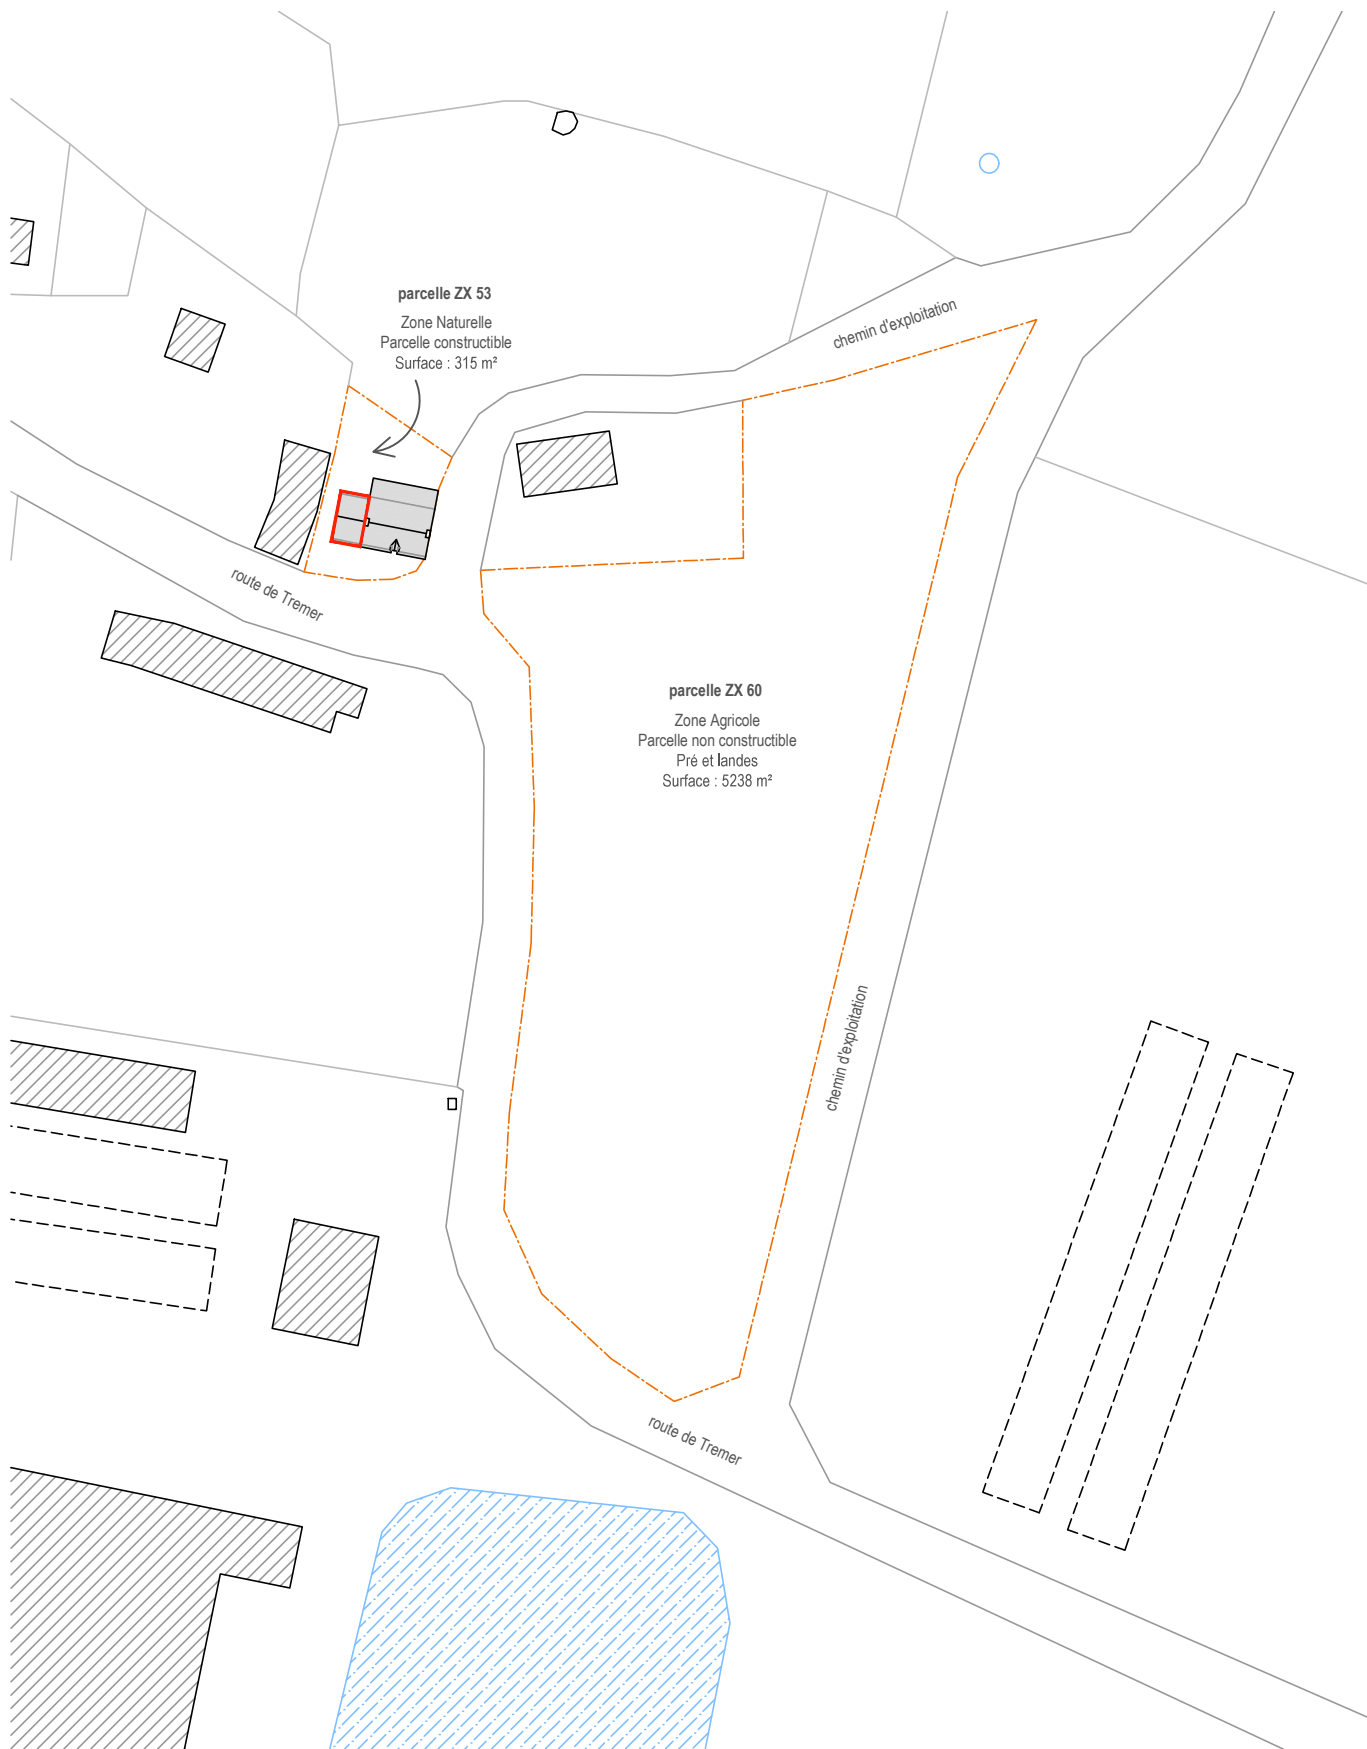 parcelle ZX 53
Zone Naturelle
Parcelle constructible
Surface : 315 m²
chemin d'exploitation
route de Tremer
parcelle ZX 60
Zone Agricole
Parcelle non constructible
Pré et landes
Surface : 5238 m²
chemin d'exploitation
route de Tremer